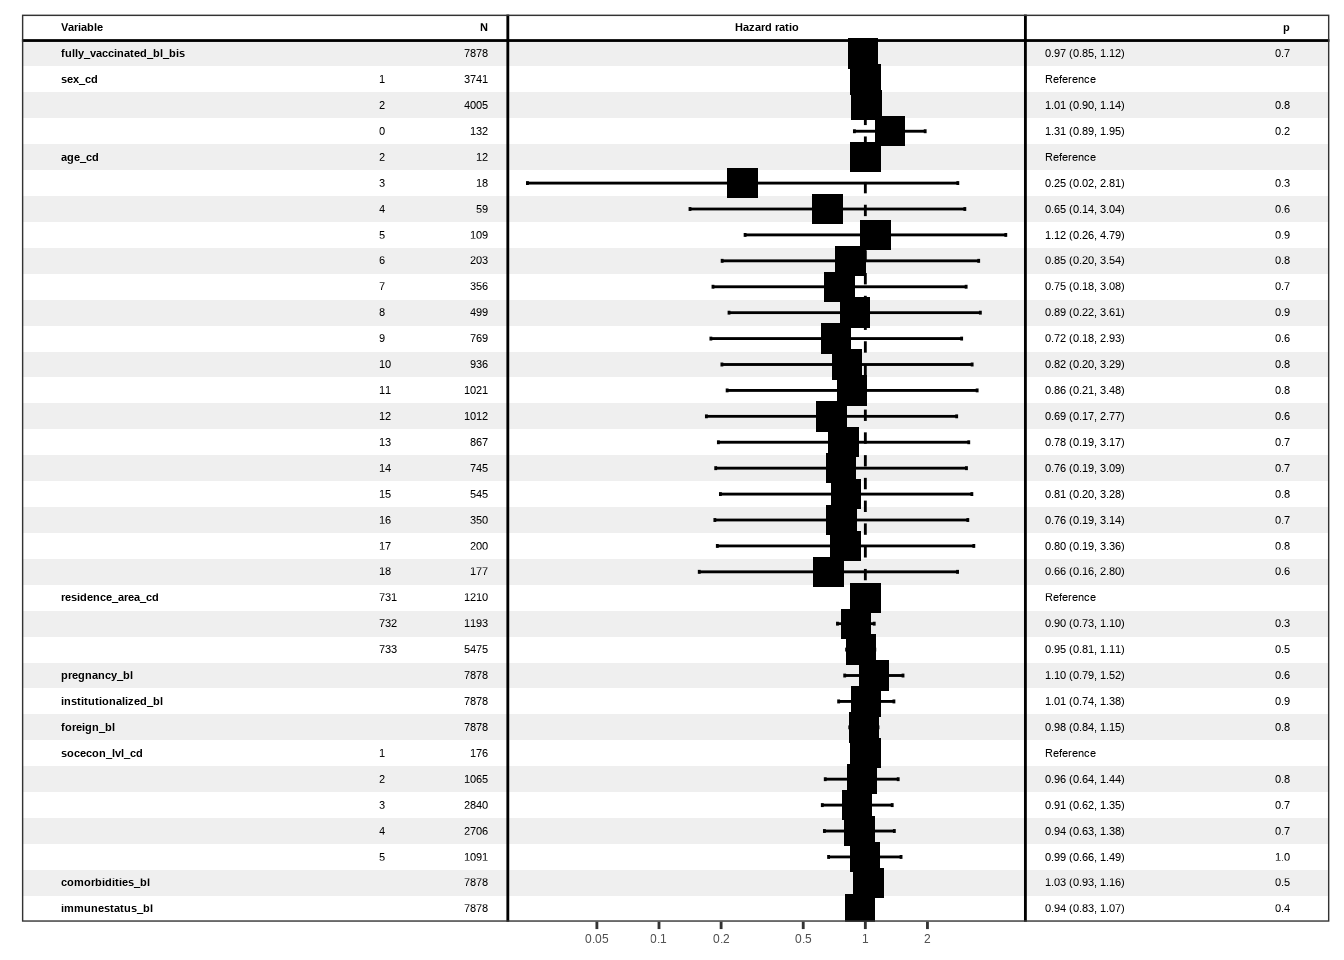 Variable N Hazard ratio p
fully_vaccinated_bl_bis 7878 0.97 (0.85, 1.12) 0.7
sex_cd 1 3741 Reference
2 4005 1.01 (0.90, 1.14) 0.8
0 132 1.31 (0.89, 1.95) 0.2
age_cd 2 12 Reference
3 18 0.25 (0.02, 2.81) 0.3
4 59 0.65 (0.14, 3.04) 0.6
5 109 1.12 (0.26, 4.79) 0.9
6 203 0.85 (0.20, 3.54) 0.8
7 356 0.75 (0.18, 3.08) 0.7
8 499 0.89 (0.22, 3.61) 0.9
9 769 0.72 (0.18, 2.93) 0.6
10 936 0.82 (0.20, 3.29) 0.8
11 1021 0.86 (0.21, 3.48) 0.8
12 1012 0.69 (0.17, 2.77) 0.6
13 867 0.78 (0.19, 3.17) 0.7
14 745 0.76 (0.19, 3.09) 0.7
15 545 0.81 (0.20, 3.28) 0.8
16 350 0.76 (0.19, 3.14) 0.7
17 200 0.80 (0.19, 3.36) 0.8
18 177 0.66 (0.16, 2.80) 0.6
residence_area_cd 731 1210 Reference
732 1193 0.90 (0.73, 1.10) 0.3
733 5475 0.95 (0.81, 1.11) 0.5
pregnancy_bl 7878 1.10 (0.79, 1.52) 0.6
institutionalized_bl 7878 1.01 (0.74, 1.38) 0.9
foreign_bl 7878 0.98 (0.84, 1.15) 0.8
socecon_lvl_cd 1 176 Reference
2 1065 0.96 (0.64, 1.44) 0.8
3 2840 0.91 (0.62, 1.35) 0.7
4 2706 0.94 (0.63, 1.38) 0.7
5 1091 0.99 (0.66, 1.49) 1.0
comorbidities_bl 7878 1.03 (0.93, 1.16) 0.5
immunestatus_bl 7878 0.94 (0.83, 1.07) 0.4
0.05 0.1 0.2 0.5 1 2